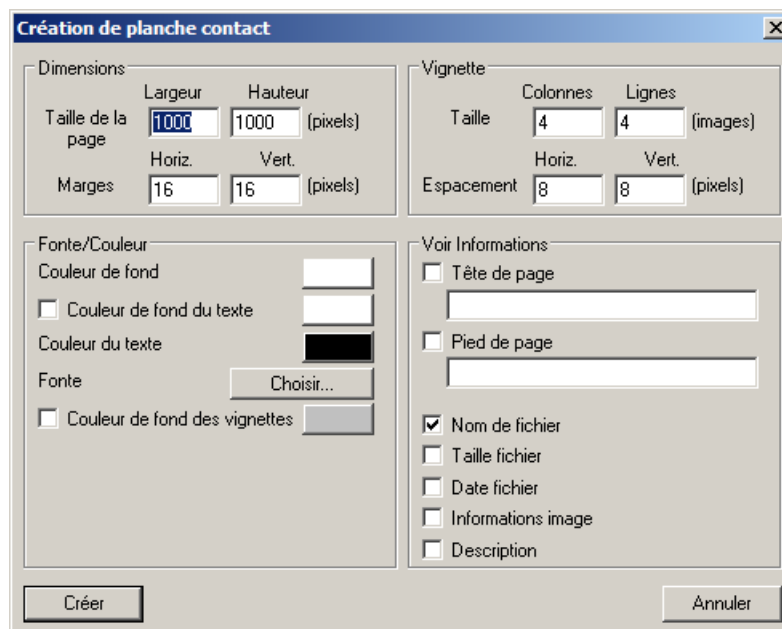 Création de planche contact
Dimensions
Largeur Hauteur
Taille de la page 1000 1000 (pixels)
Horiz. Vert.
Marges 16 16 (pixels)
Vignette
Colonnes Lignes
Taille 4 4 (images)
Horiz. Vert.
Espacement 8 8 (pixels)
Fonte/Couleur
Couleur de fond
Couleur de fond du texte
Couleur du texte
Fonte Choisir...
Couleur de fond des vignettes
Voir Informations
Tête de page
Pied de page
Nom de fichier
Taille fichier
Date fichier
Informations image
Description
Créer Annuler